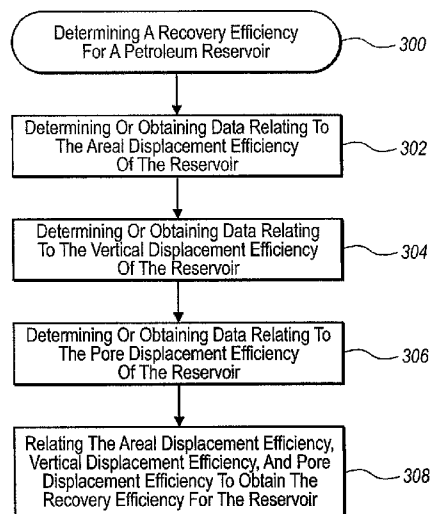 Determining A Recovery Efficiency
For A Petroleum Reservoir
300
Determining Or Obtaining Data Relating To
The Areal Displacement Efficiency
Of The Reservoir
302
Determining Or Obtaining Data Relating
To The Vertical Displacement Efficiency
Of The Reservoir
304
Determining Or Obtaining Data Relating To
The Pore Displacement Efficiency
Of The Reservoir
306
Relating The Areal Displacement Efficiency,
Vertical Displacement Efficiency, And Pore
Displacement Efficiency To Obtain The
Recovery Efficiency For The Reservoir
308